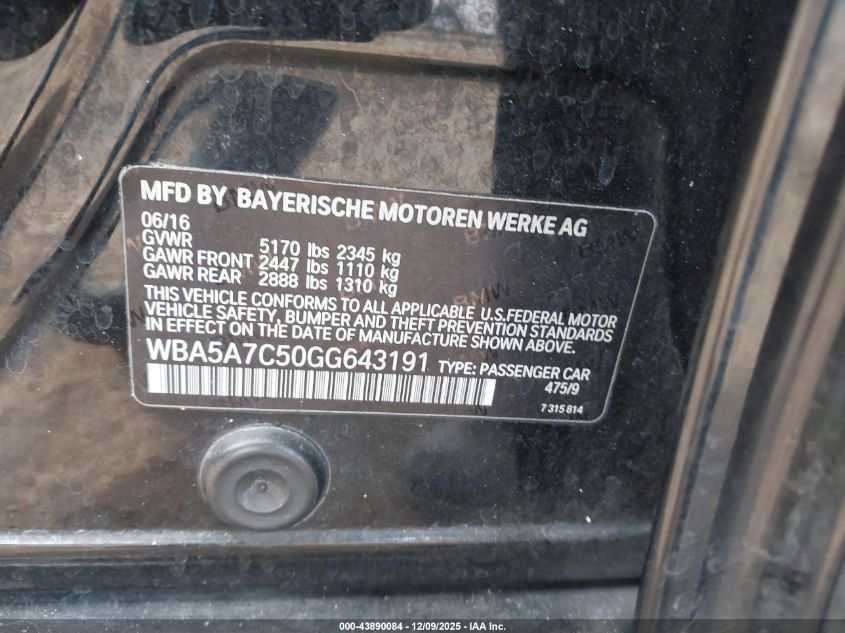 MFD BY BAYERISCHE MOTOREN WERKE AG
06/16
GVWR 5170 lbs 2345 kg
GAWR FRONT 2447 lbs 1110 kg
GAWR REAR 2888 lbs 1310 kg
THIS VEHICLE CONFORMS TO ALL APPLICABLE U.S.FEDERAL MOTOR
VEHICLE SAFETY, BUMPER AND THEFT PREVENTION STANDARDS
IN EFFECT ON THE DATE OF MANUFACTURE SHOWN ABOVE.
WBA5A7C50GG643191 TYPE: PASSENGER CAR
475/9
7 315 814
000-43890084 - 12/09/2025 - IAA Inc.